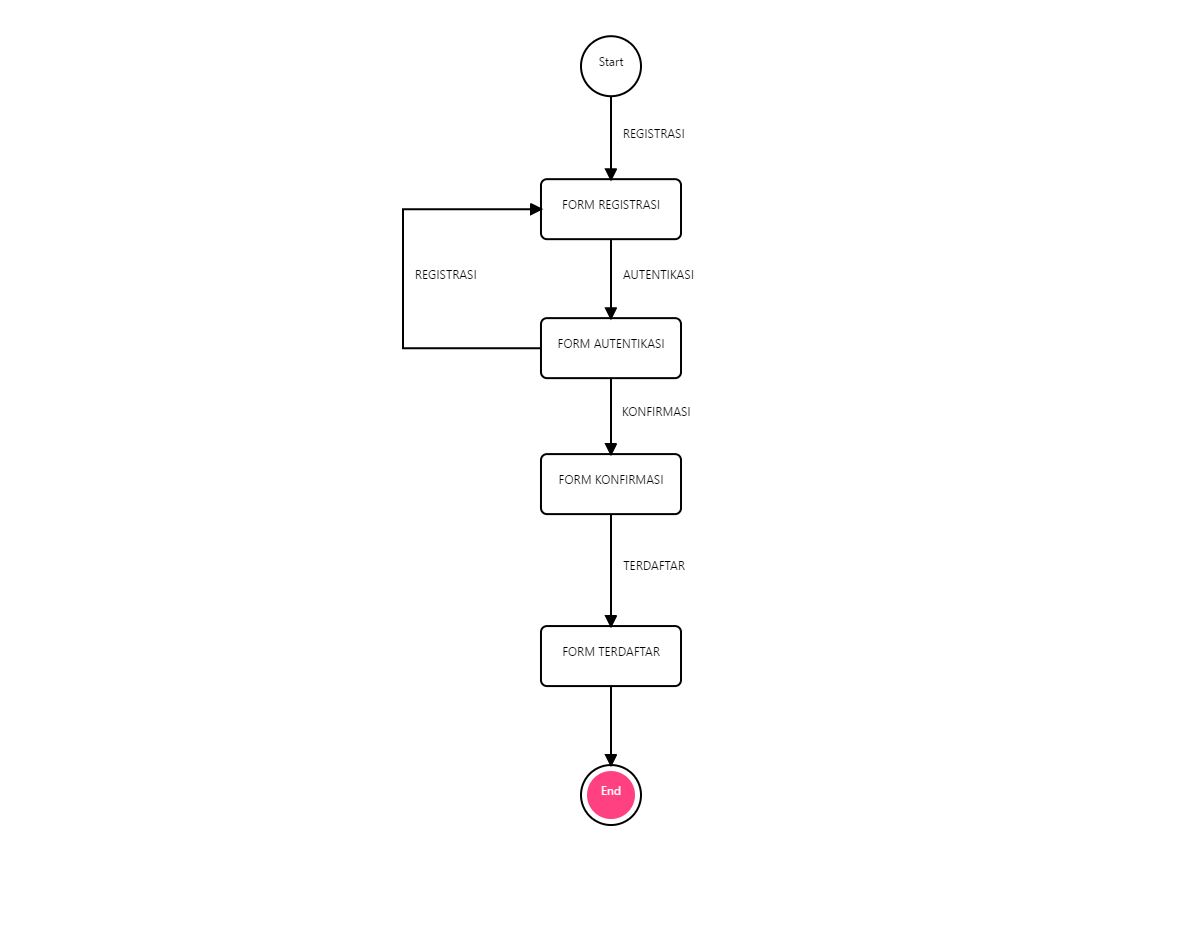 Start
REGISTRASI
FORM REGISTRASI
REGISTRASI
AUTENTIKASI
FORM AUTENTIKASI
KONFIRMASI
FORM KONFIRMASI
TERDAFTAR
FORM TERDAFTAR
End